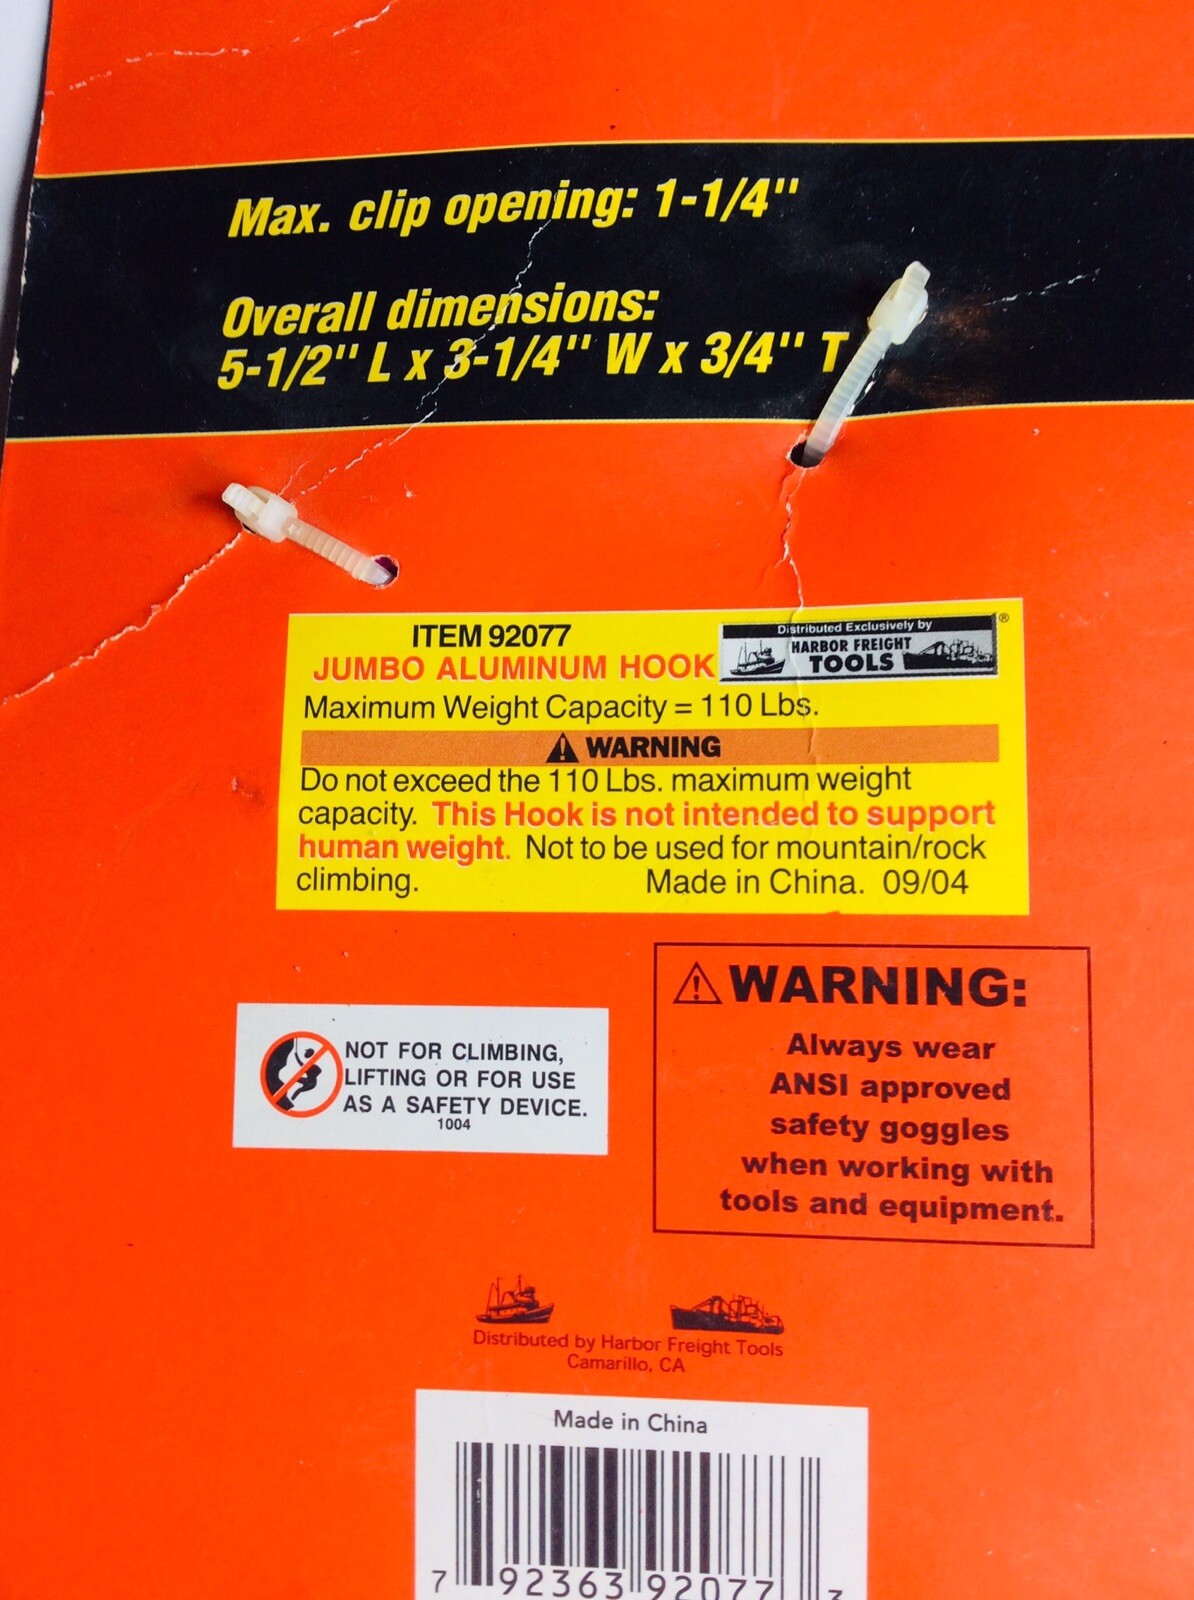 Max. clip opening: 1-1/4"
Overall dimensions:
5-1/2" L x 3-1/4" W x 3/4" T
ITEM 92077
JUMBO ALUMINUM HOOK
Distributed Exclusively by
HARBOR FREIGHT
TOOLS
®
Maximum Weight Capacity = 110 Lbs.
⚠ WARNING
Do not exceed the 110 Lbs. maximum weight
capacity. This Hook is not intended to support
human weight. Not to be used for mountain/rock
climbing. Made in China. 09/04
⚠ WARNING:
Always wear
ANSI approved
safety goggles
when working with
tools and equipment.
NOT FOR CLIMBING,
LIFTING OR FOR USE
AS A SAFETY DEVICE.
1004
Distributed by Harbor Freight Tools
Camarillo, CA
Made in China
7 92363 92077 3